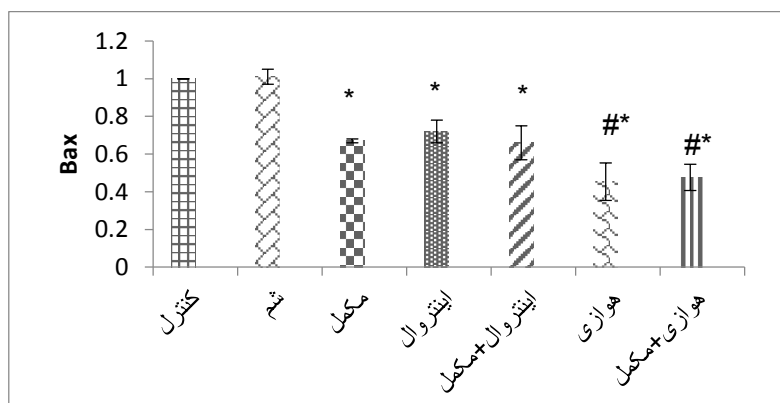 Bax
1.2
1
0.8
0.6
0.4
0.2
0
*
*
*
#*
#*
کنترل
شم
مکمل
اینتروال
اینتروال+مکمل
هوازی
هوازی+مکمل